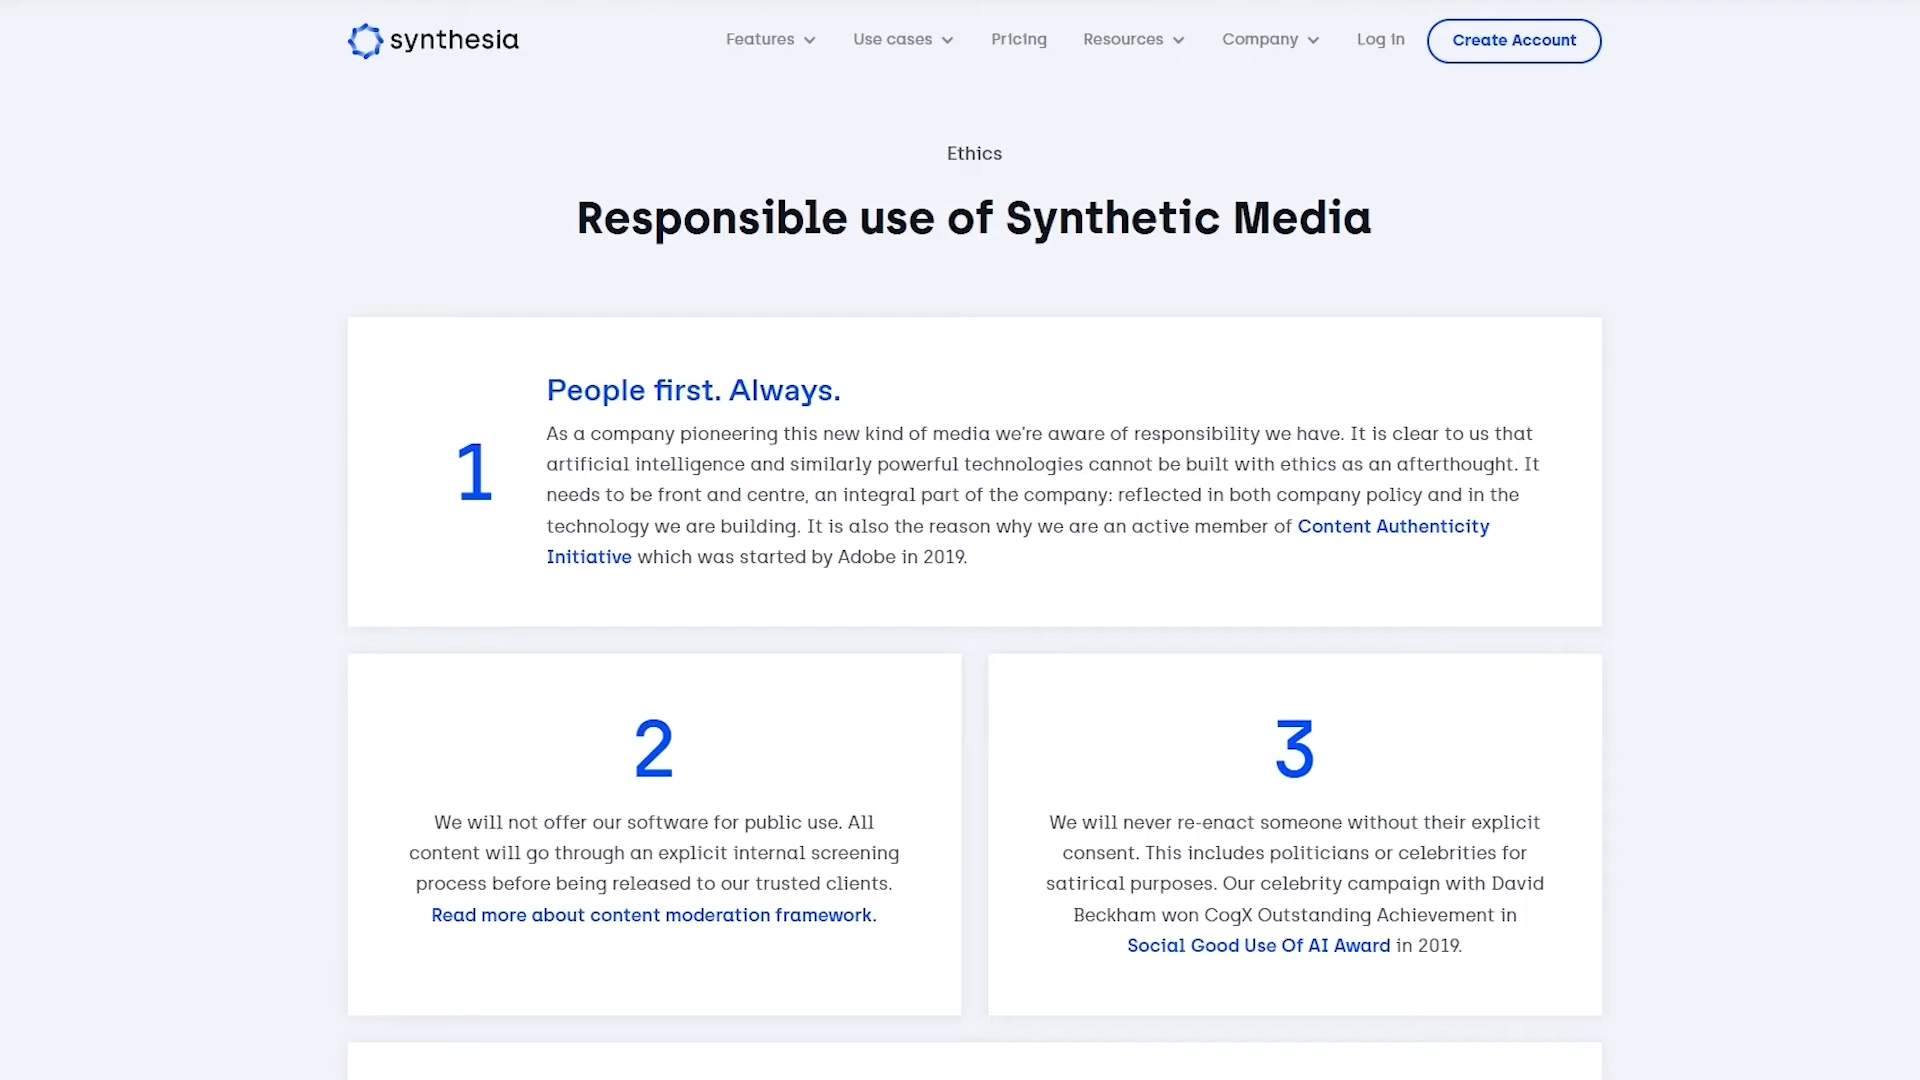 synthesia
Features
Use cases
Pricing
Resources
Company
Log in
Create Account
Ethics
Responsible use of Synthetic Media
1
People first. Always.
As a company pioneering this new kind of media we're aware of responsibility we have. It is clear to us that
artificial intelligence and similarly powerful technologies cannot be built with ethics as an afterthought. It
needs to be front and centre, an integral part of the company: reflected in both company policy and in the
technology we are building. It is also the reason why we are an active member of Content Authenticity
Initiative which was started by Adobe in 2019.
2
We will not offer our software for public use. All
content will go through an explicit internal screening
process before being released to our trusted clients.
Read more about content moderation framework.
3
We will never re-enact someone without their explicit
consent. This includes politicians or celebrities for
satirical purposes. Our celebrity campaign with David
Beckham won CogX Outstanding Achievement in
Social Good Use Of AI Award in 2019.